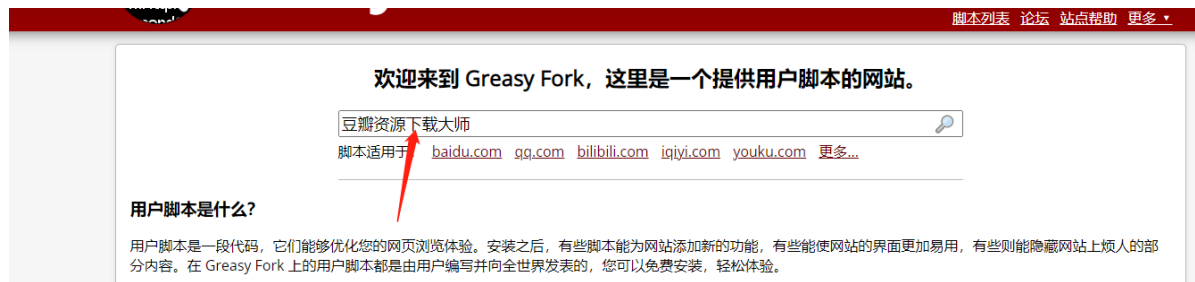 脚本列表 论坛 站点帮助 更多
欢迎来到 Greasy Fork，这里是一个提供用户脚本的网站。
豆瓣资源下载大师
脚本适用于： baidu.com qq.com bilibili.com iqiyi.com youku.com 更多...
用户脚本是什么?
用户脚本是一段代码，它们能够优化您的网页浏览体验。安装之后，有些脚本能为网站添加新的功能，有些能使网站的界面更加易用，有些则能隐藏网站上烦人的部
分内容。在 Greasy Fork 上的用户脚本都是由用户编写并向全世界发表的，您可以免费安装，轻松体验。